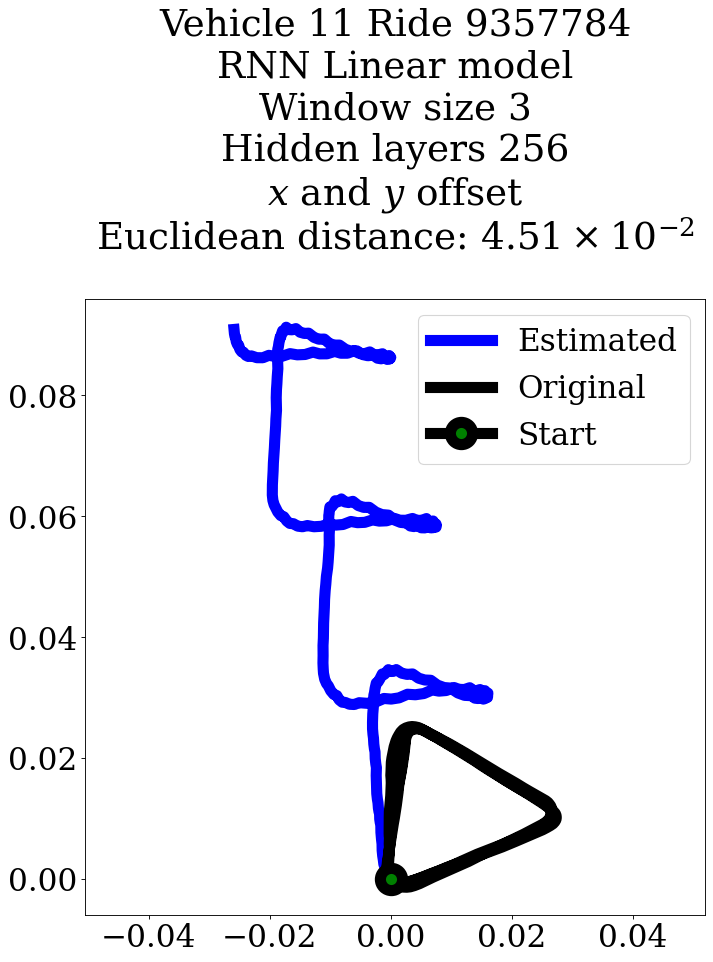 Vehicle 11 Ride 9357784
RNN Linear model
Window size 3
Hidden layers 256
x and y offset
Euclidean distance: 4.51 × 10⁻²
Estimated
Original
Start
0.08
0.06
0.04
0.02
0.00
−0.04 −0.02 0.00 0.02 0.04